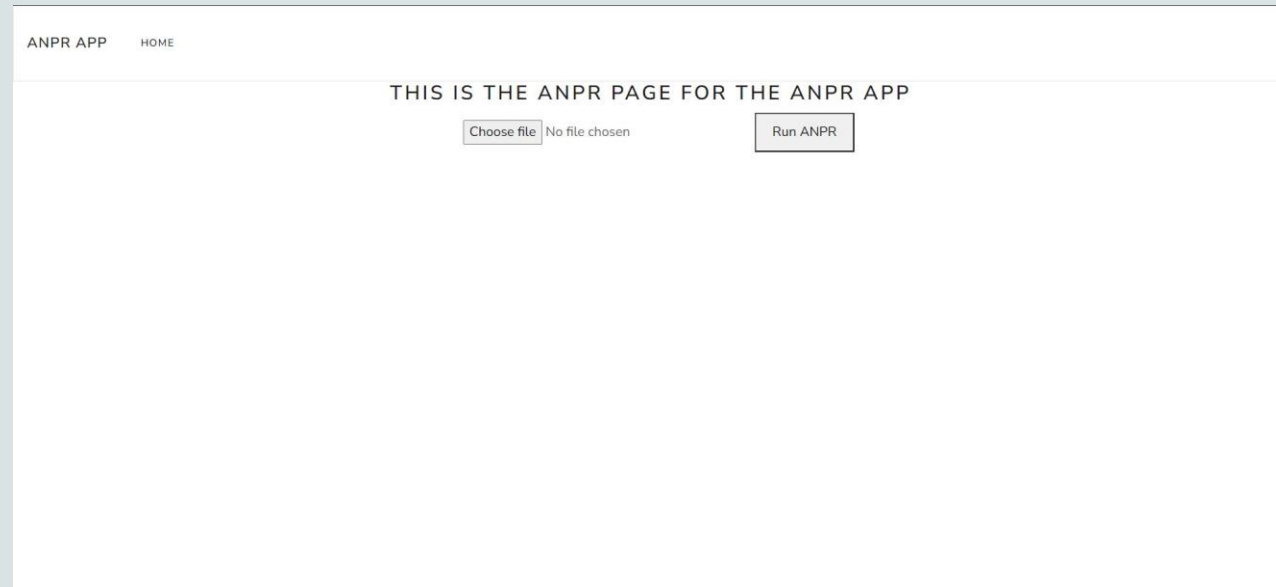 ANPR APP HOME
THIS IS THE ANPR PAGE FOR THE ANPR APP
Choose file No file chosen Run ANPR